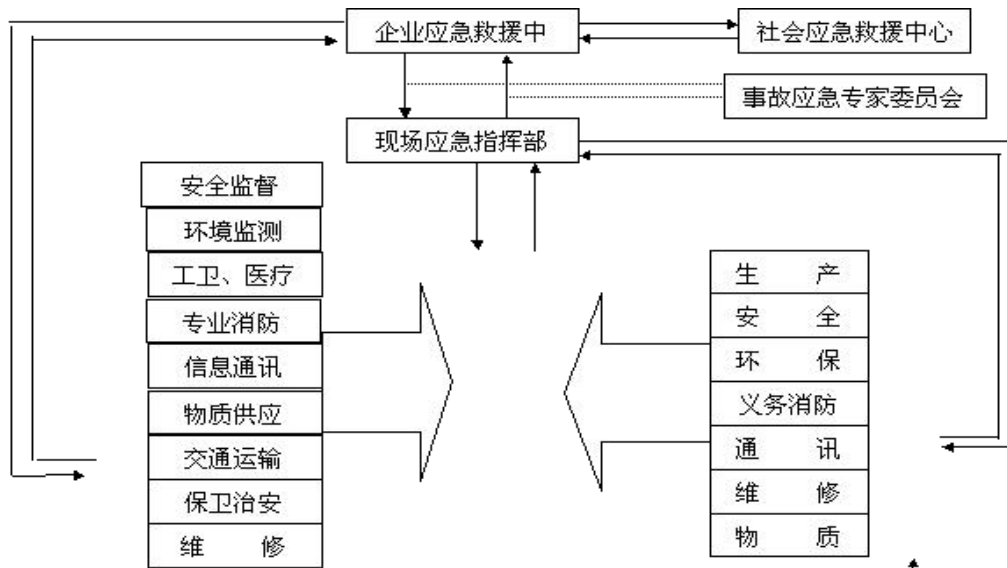 企业应急救援中
社会应急救援中心
事故应急专家委员会
现场应急指挥部
安全监督
环境监测
工卫、医疗
专业消防
信息通讯
物质供应
交通运输
保卫治安
维 修
生 产
安 全
环 保
义务消防
通 讯
维 修
物 质